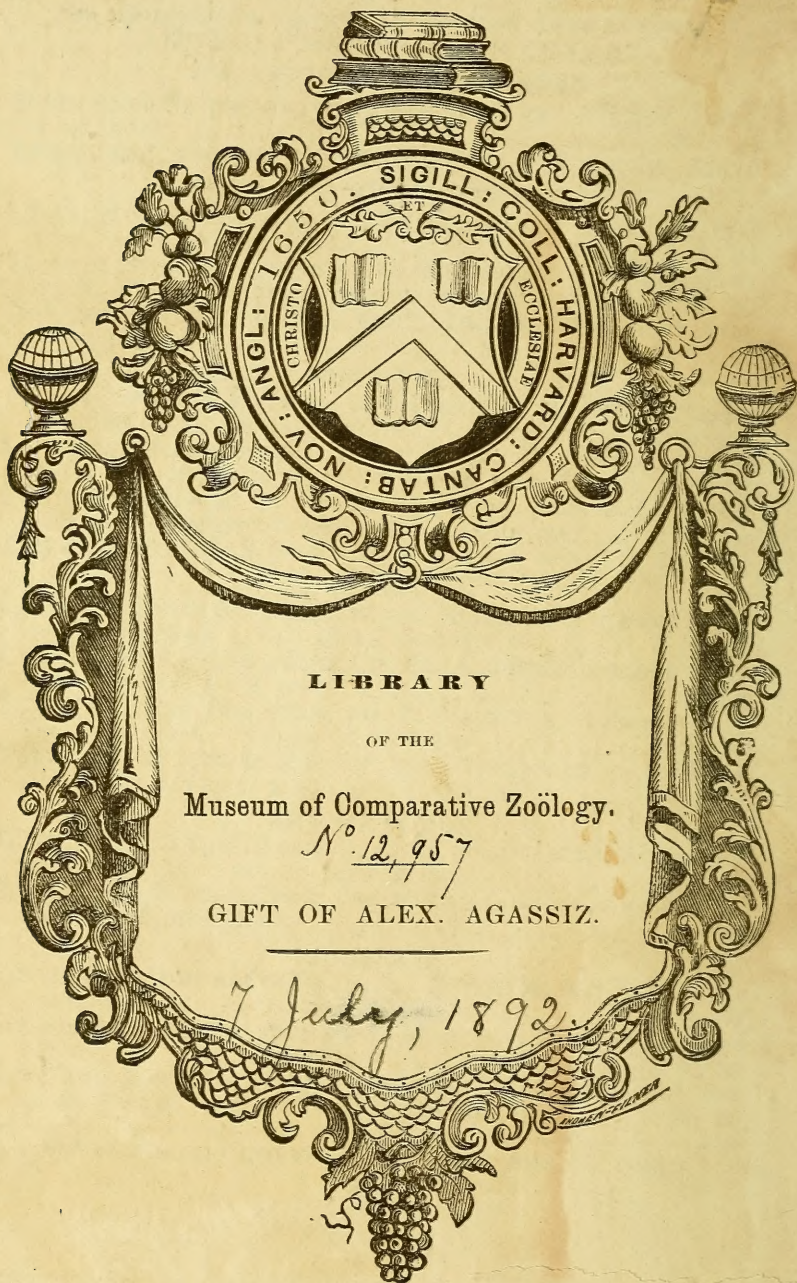 SIGILL: COLL: HARVARD: CANTAB: NOV: ANGL: 1650.
ET
CHRISTO
ECCLESIAE
LIBRARY
OF THE
Museum of Comparative Zoölogy.
No. 12,957
GIFT OF ALEX. AGASSIZ.
7 July, 1892.